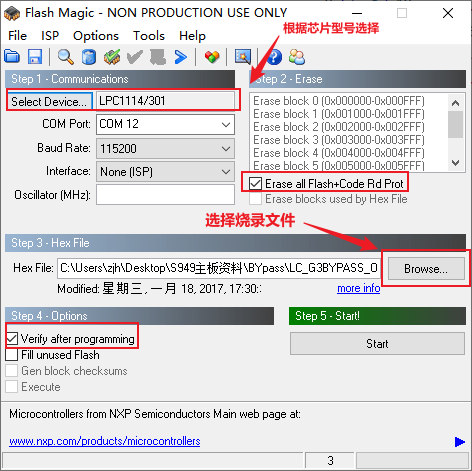 Flash Magic - NON PRODUCTION USE ONLY
File ISP Options Tools Help
根据芯片型号选择
Step 1 - Communications
Select Device... LPC1114/301
COM Port: COM 12
Baud Rate: 115200
Interface: None (ISP)
Oscillator (MHz):
Step 2 - Erase
Erase block 0 (0x000000-0x000FFF)
Erase block 1 (0x001000-0x001FFF)
Erase block 2 (0x002000-0x002FFF)
Erase block 3 (0x003000-0x003FFF)
Erase block 4 (0x004000-0x004FFF)
Erase block 5 (0x005000-0x005FFF)
Erase all Flash+Code Rd Prot
Erase blocks used by Hex File
选择烧录文件
Step 3 - Hex File
Hex File: C:\Users\zjh\Desktop\S949主板资料\BYpass\LC_G3BYPASS_O Browse...
Modified: 星期三, 一月 18, 2017, 17:30: more info
Step 4 - Options
Verify after programming
Fill unused Flash
Gen block checksums
Execute
Step 5 - Start!
Start
Microcontrollers from NXP Semiconductors Main web page at:
www.nxp.com/products/microcontrollers
3